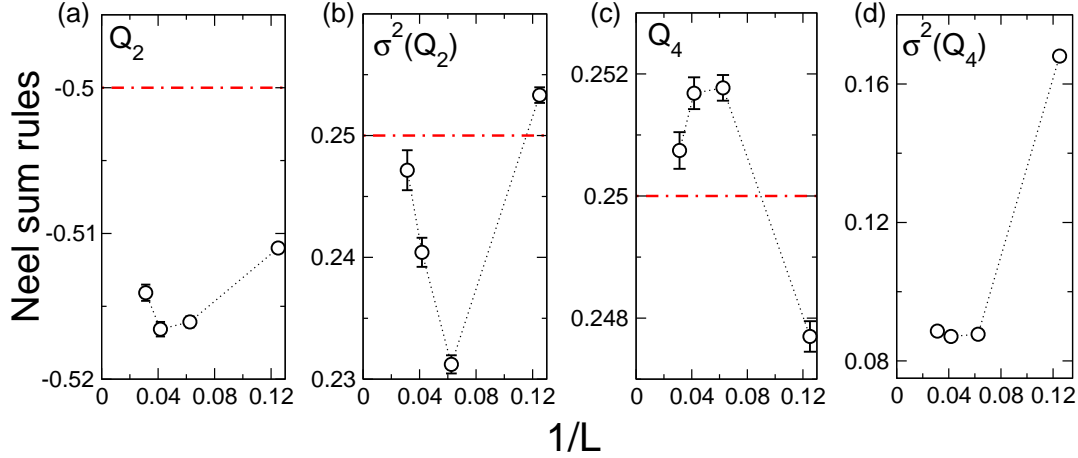 (a)
(b)
(c)
(d)
Q2
σ2(Q2)
Q4
σ2(Q4)
Neel sum rules
-0.5
-0.51
-0.52
0 0.04 0.08 0.12
0.25
0.24
0.23
0 0.04 0.08 0.12
0.252
0.25
0.248
0 0.04 0.08 0.12
0.16
0.12
0.08
0 0.04 0.08 0.12
1/L